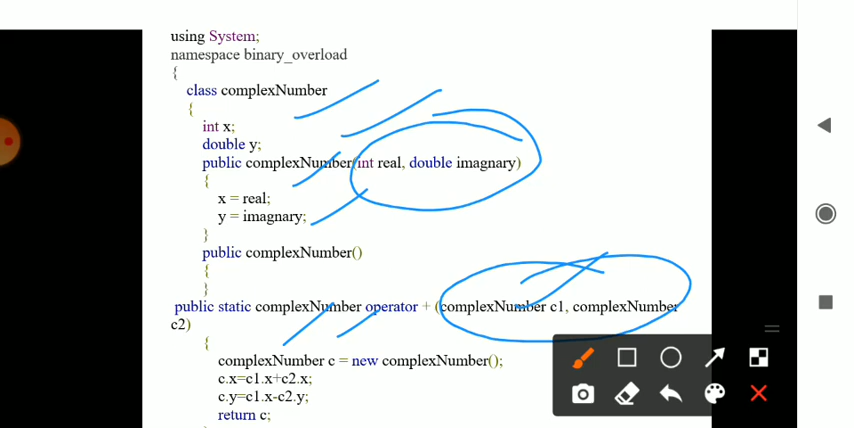 using System;
namespace binary_overload
{
class complexNumber
{
int x;
double y;
public complexNumber(int real, double imagnary)
{
x = real;
y = imagnary;
}
public complexNumber()
{
}
public static complexNumber operator + (complexNumber c1, complexNumber
c2)
{
complexNumber c = new complexNumber();
c.x=c1.x+c2.x;
c.y=c1.x-c2.y;
return c;